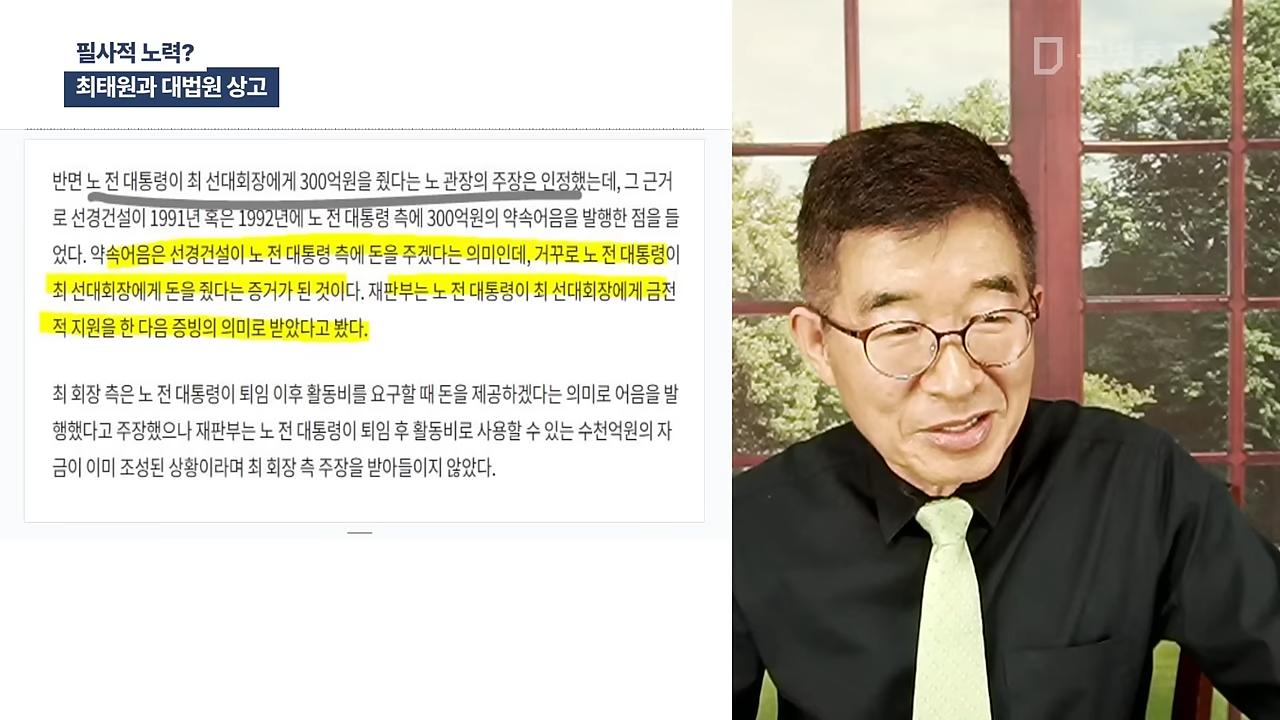 필사적 노력?
최태원과 대법원 상고
반면 노 전 대통령이 최 선대회장에게 300억원을 줬다는 노 관장의 주장은 인정했는데, 그 근거
로 선경건설이 1991년 혹은 1992년에 노 전 대통령 측에 300억원의 약속어음을 발행한 점을 들
었다. 약속어음은 선경건설이 노 전 대통령 측에 돈을 주겠다는 의미인데, 거꾸로 노 전 대통령이
최 선대회장에게 돈을 줬다는 증거가 된 것이다. 재판부는 노 전 대통령이 최 선대회장에게 금전
적 지원을 한 다음 증빙의 의미로 받았다고 봤다.
최 회장 측은 노 전 대통령이 퇴임 이후 활동비를 요구할 때 돈을 제공하겠다는 의미로 어음을 발
행했다고 주장했으나 재판부는 노 전 대통령이 퇴임 후 활동비로 사용할 수 있는 수천억원의 자
금이 이미 조성된 상황이라며 최 회장 측 주장을 받아들이지 않았다.